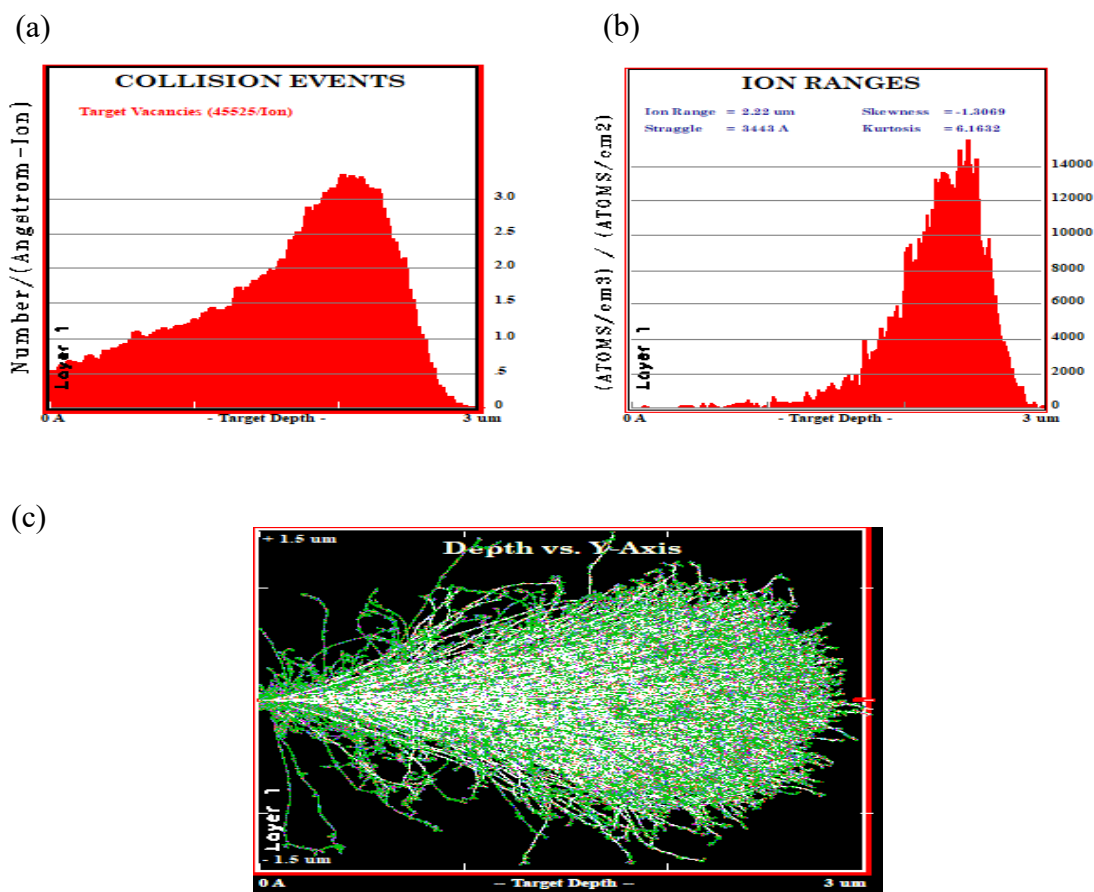 (a)
(b)
COLLISION EVENTS
Target Vacancies (45525/Ion)
Number/(Angstrom-Ion)
Layer 1
3.0
2.5
2.0
1.5
1.0
.5
0
0 A
- Target Depth -
3 um
ION RANGES
Ion Range = 2.22 um
Skewness =-1.3069
Straggle = 3443 A
Kurtosis =6.1632
(ATOMS/cm3) / (ATOMS/cm2)
Layer 1
14000
12000
10000
8000
6000
4000
2000
0
0 A
- Target Depth -
3 um
(c)
+ 1.5 um
Depth vs. Y-Axis
Layer 1
- 1.5 um
0 A
-- Target Depth --
3 um